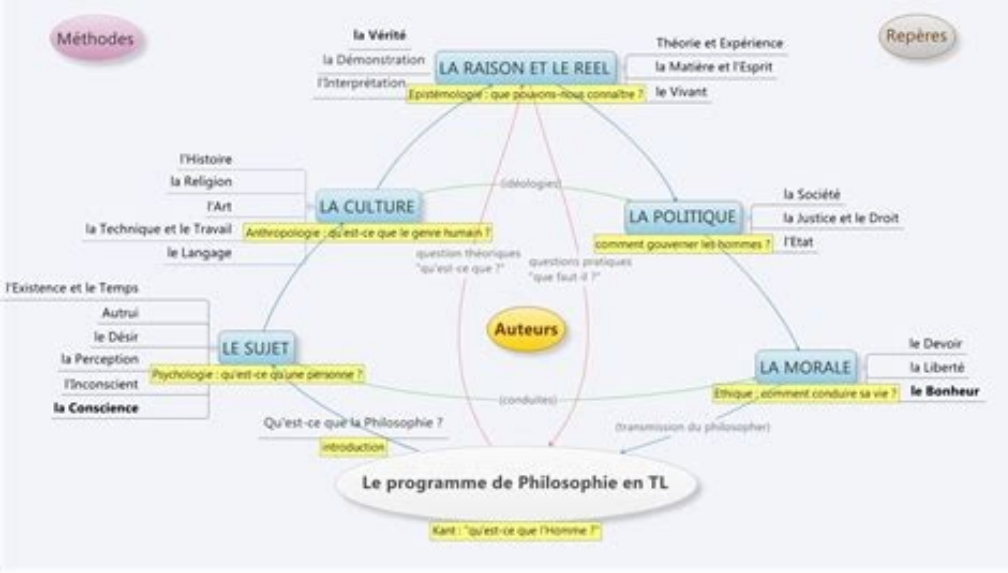 Méthodes
Repères
la Vérité
la Démonstration
l'Interprétation
LA RAISON ET LE REEL
Epistémologie : que pouvons-nous connaître ?
Théorie et Expérience
la Matière et l'Esprit
le Vivant
l'Histoire
la Religion
l'Art
la Technique et le Travail
le Langage
LA CULTURE
Anthropologie : qu'est-ce que le genre humain ?
(idéologies)
LA POLITIQUE
comment gouverner les hommes ?
la Société
la Justice et le Droit
l'Etat
question théoriques
"qu'est-ce que ?"
questions pratiques
"que faut-il ?"
Auteurs
l'Existence et le Temps
Autrui
le Désir
la Perception
l'Inconscient
la Conscience
LE SUJET
Psychologie : qu'est-ce qu'une personne ?
(conduites)
LA MORALE
Ethique : comment conduire sa vie ?
le Devoir
la Liberté
le Bonheur
Qu'est-ce que la Philosophie ?
introduction
(transmission du philosopher)
Le programme de Philosophie en TL
Kant : "qu'est-ce que l'Homme ?"